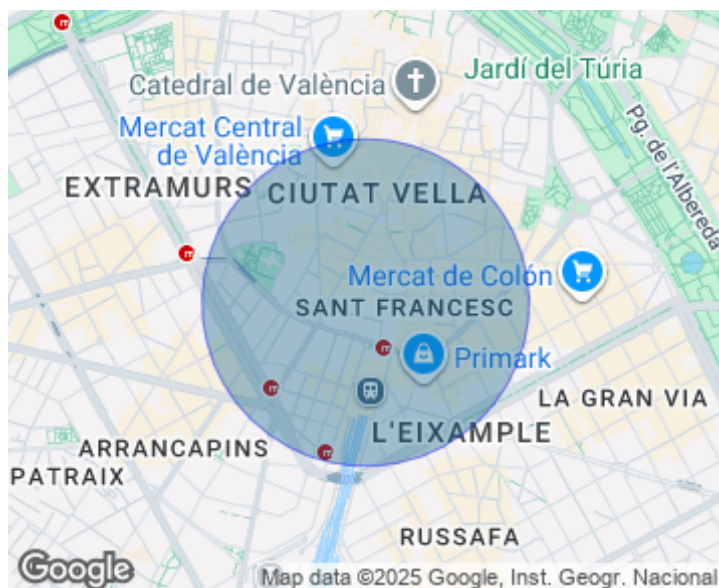 Catedral de València
Jardí del Túria
Mercat Central
de València
Pg. de l'Albereda
EXTRAMURS
CIUTAT VELLA
Mercat de Colón
SANT FRANCESC
Primark
LA GRAN VIA
L'EIXAMPLE
ARRANCAPINS
PATRAIX
RUSSAFA
Google
Map data ©2025 Google, Inst. Geogr. Nacional